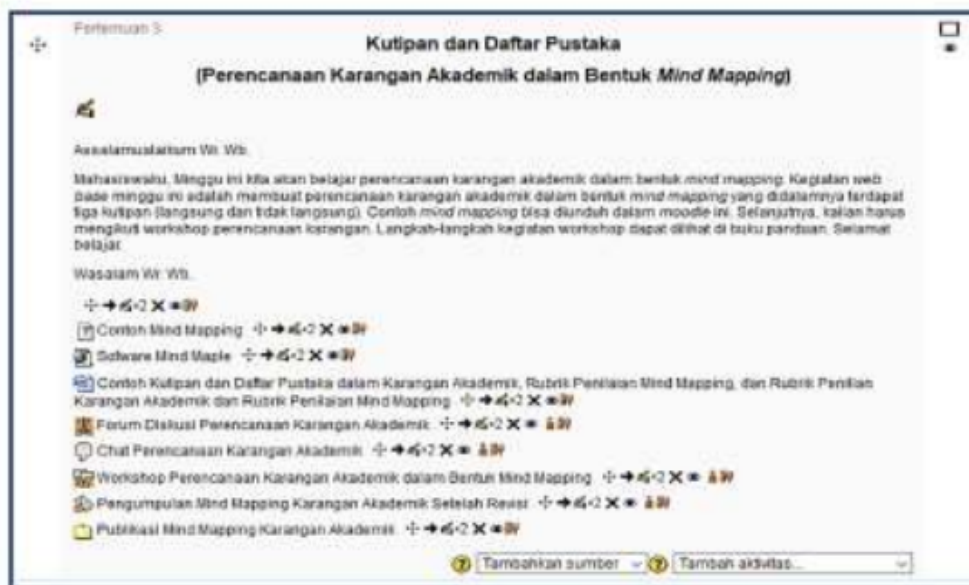 Pertemuan 3
Kutipan dan Daftar Pustaka
(Perencanaan Karangan Akademik dalam Bentuk Mind Mapping)
Assalamualaikum Wr. Wb.
Mahasiswaku, Minggu ini kita akan belajar perencanaan karangan akademik dalam bentuk mind mapping. Kegiatan web
base minggu ini adalah membuat perencanaan karangan akademik dalam bentuk mind mapping yang didalamnya terdapat
tiga kutipan (langsung dan tidak langsung). Contoh mind mapping bisa diunduh dalam moodle ini. Selanjutnya, kalian harus
mengikuti workshop perencanaan karangan. Langkah-langkah kegiatan workshop dapat dilihat di buku panduan. Selamat
belajar.
Wasalam Wr. Wb.
Contoh Mind Mapping
Sofware Mind Maple
Contoh Kutipan dan Daftar Pustaka dalam Karangan Akademik, Rubrik Penilaian Mind Mapping, dan Rubrik Penilian
Karangan Akademik dan Rubrik Penilaian Mind Mapping
Forum Diskusi Perencanaan Karangan Akademik
Chat Perencanaan Karangan Akademik
Workshop Perencanaan Karangan Akademik dalam Bentuk Mind Mapping
Pengumpulan Mind Mapping Karangan Akademik Setelah Revisi
Publikasi Mind Mapping Karangan Akademik
Tambahkan sumber Tambah aktivitas...